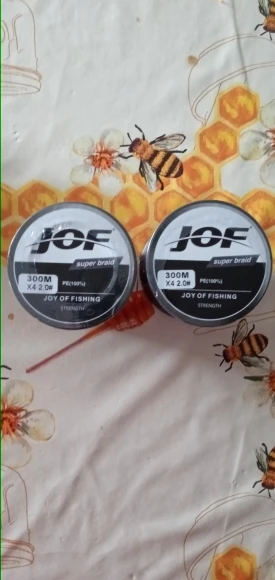 JOF
super braid
300M
X4 2.0#
PE(100%)
JOY OF FISHING
STRENGTH
JOF
super braid
300M
X4 2.0#
PE(100%)
JOY OF FISHING
STRENGTH